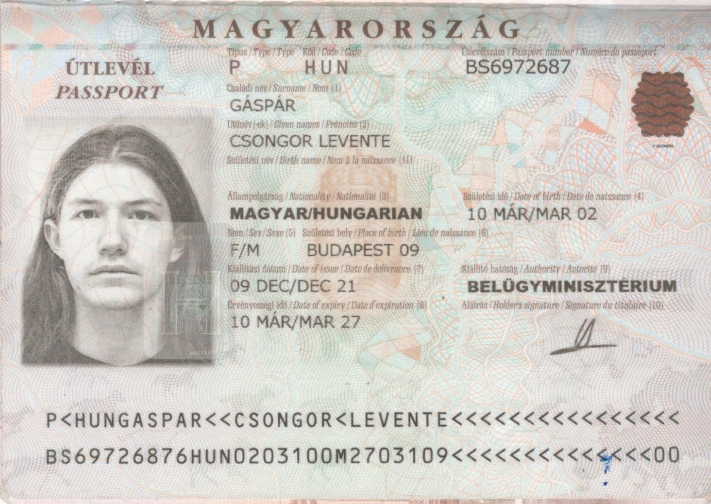 MAGYARORSZÁG
ÚTLEVÉL
PASSPORT
Típus / Type / Type Kód / Code / Code Útlevélszám / Passport number / Numéro du passeport
P HUN BS6972687
Családi név / Surname / Nom (1)
GÁSPÁR
Utónév (-ek) / Given names / Prénoms (2)
CSONGOR LEVENTE
Születési név / Birth name / Nom à la naissance (11)
Állampolgárság / Nationality / Nationalité (3) Születési idő / Date of birth / Date de naissance (4)
MAGYAR/HUNGARIAN 10 MÁR/MAR 02
Nem / Sex / Sexe (5) Születési hely / Place of birth / Lieu de naissance (6)
F/M BUDAPEST 09
Kiállítási dátum / Date of issue / Date de délivrance (7) Kiállító hatóság / Authority / Autorité (9)
09 DEC/DEC 21 BELÜGYMINISZTÉRIUM
Érvényességi idő / Date of expiry / Date d'expiration (8) Aláírás / Holder's signature / Signature du titulaire (10)
10 MÁR/MAR 27
P<HUNGASPAR<<CSONGOR<LEVENTE<<<<<<<<<<<<<<<<
BS69726876HUN0203100M2703109<<<<<<<<<<<<<<00